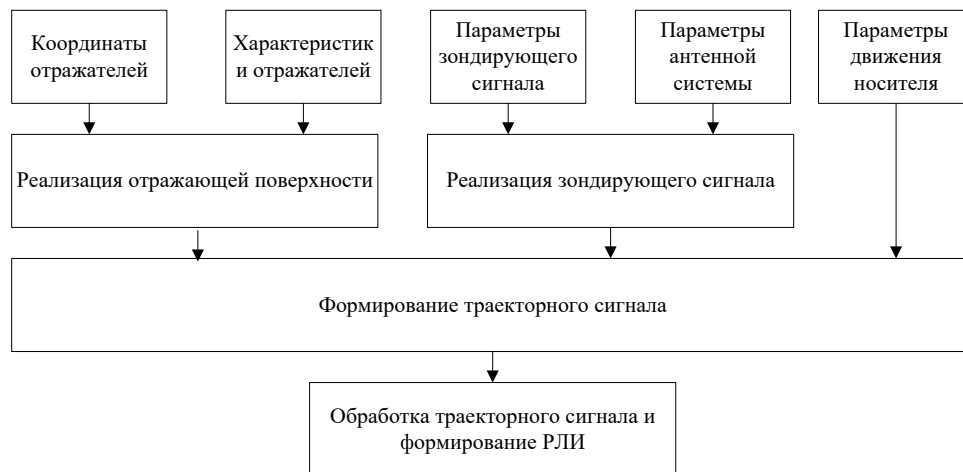 Координаты
отражателей
Характеристик
и отражателей
Параметры
зондирующего
сигнала
Параметры
антенной
системы
Параметры
движения
носителя
Реализация отражающей поверхности
Реализация зондирующего сигнала
Формирование траекторного сигнала
Обработка траекторного сигнала и
формирование РЛИ